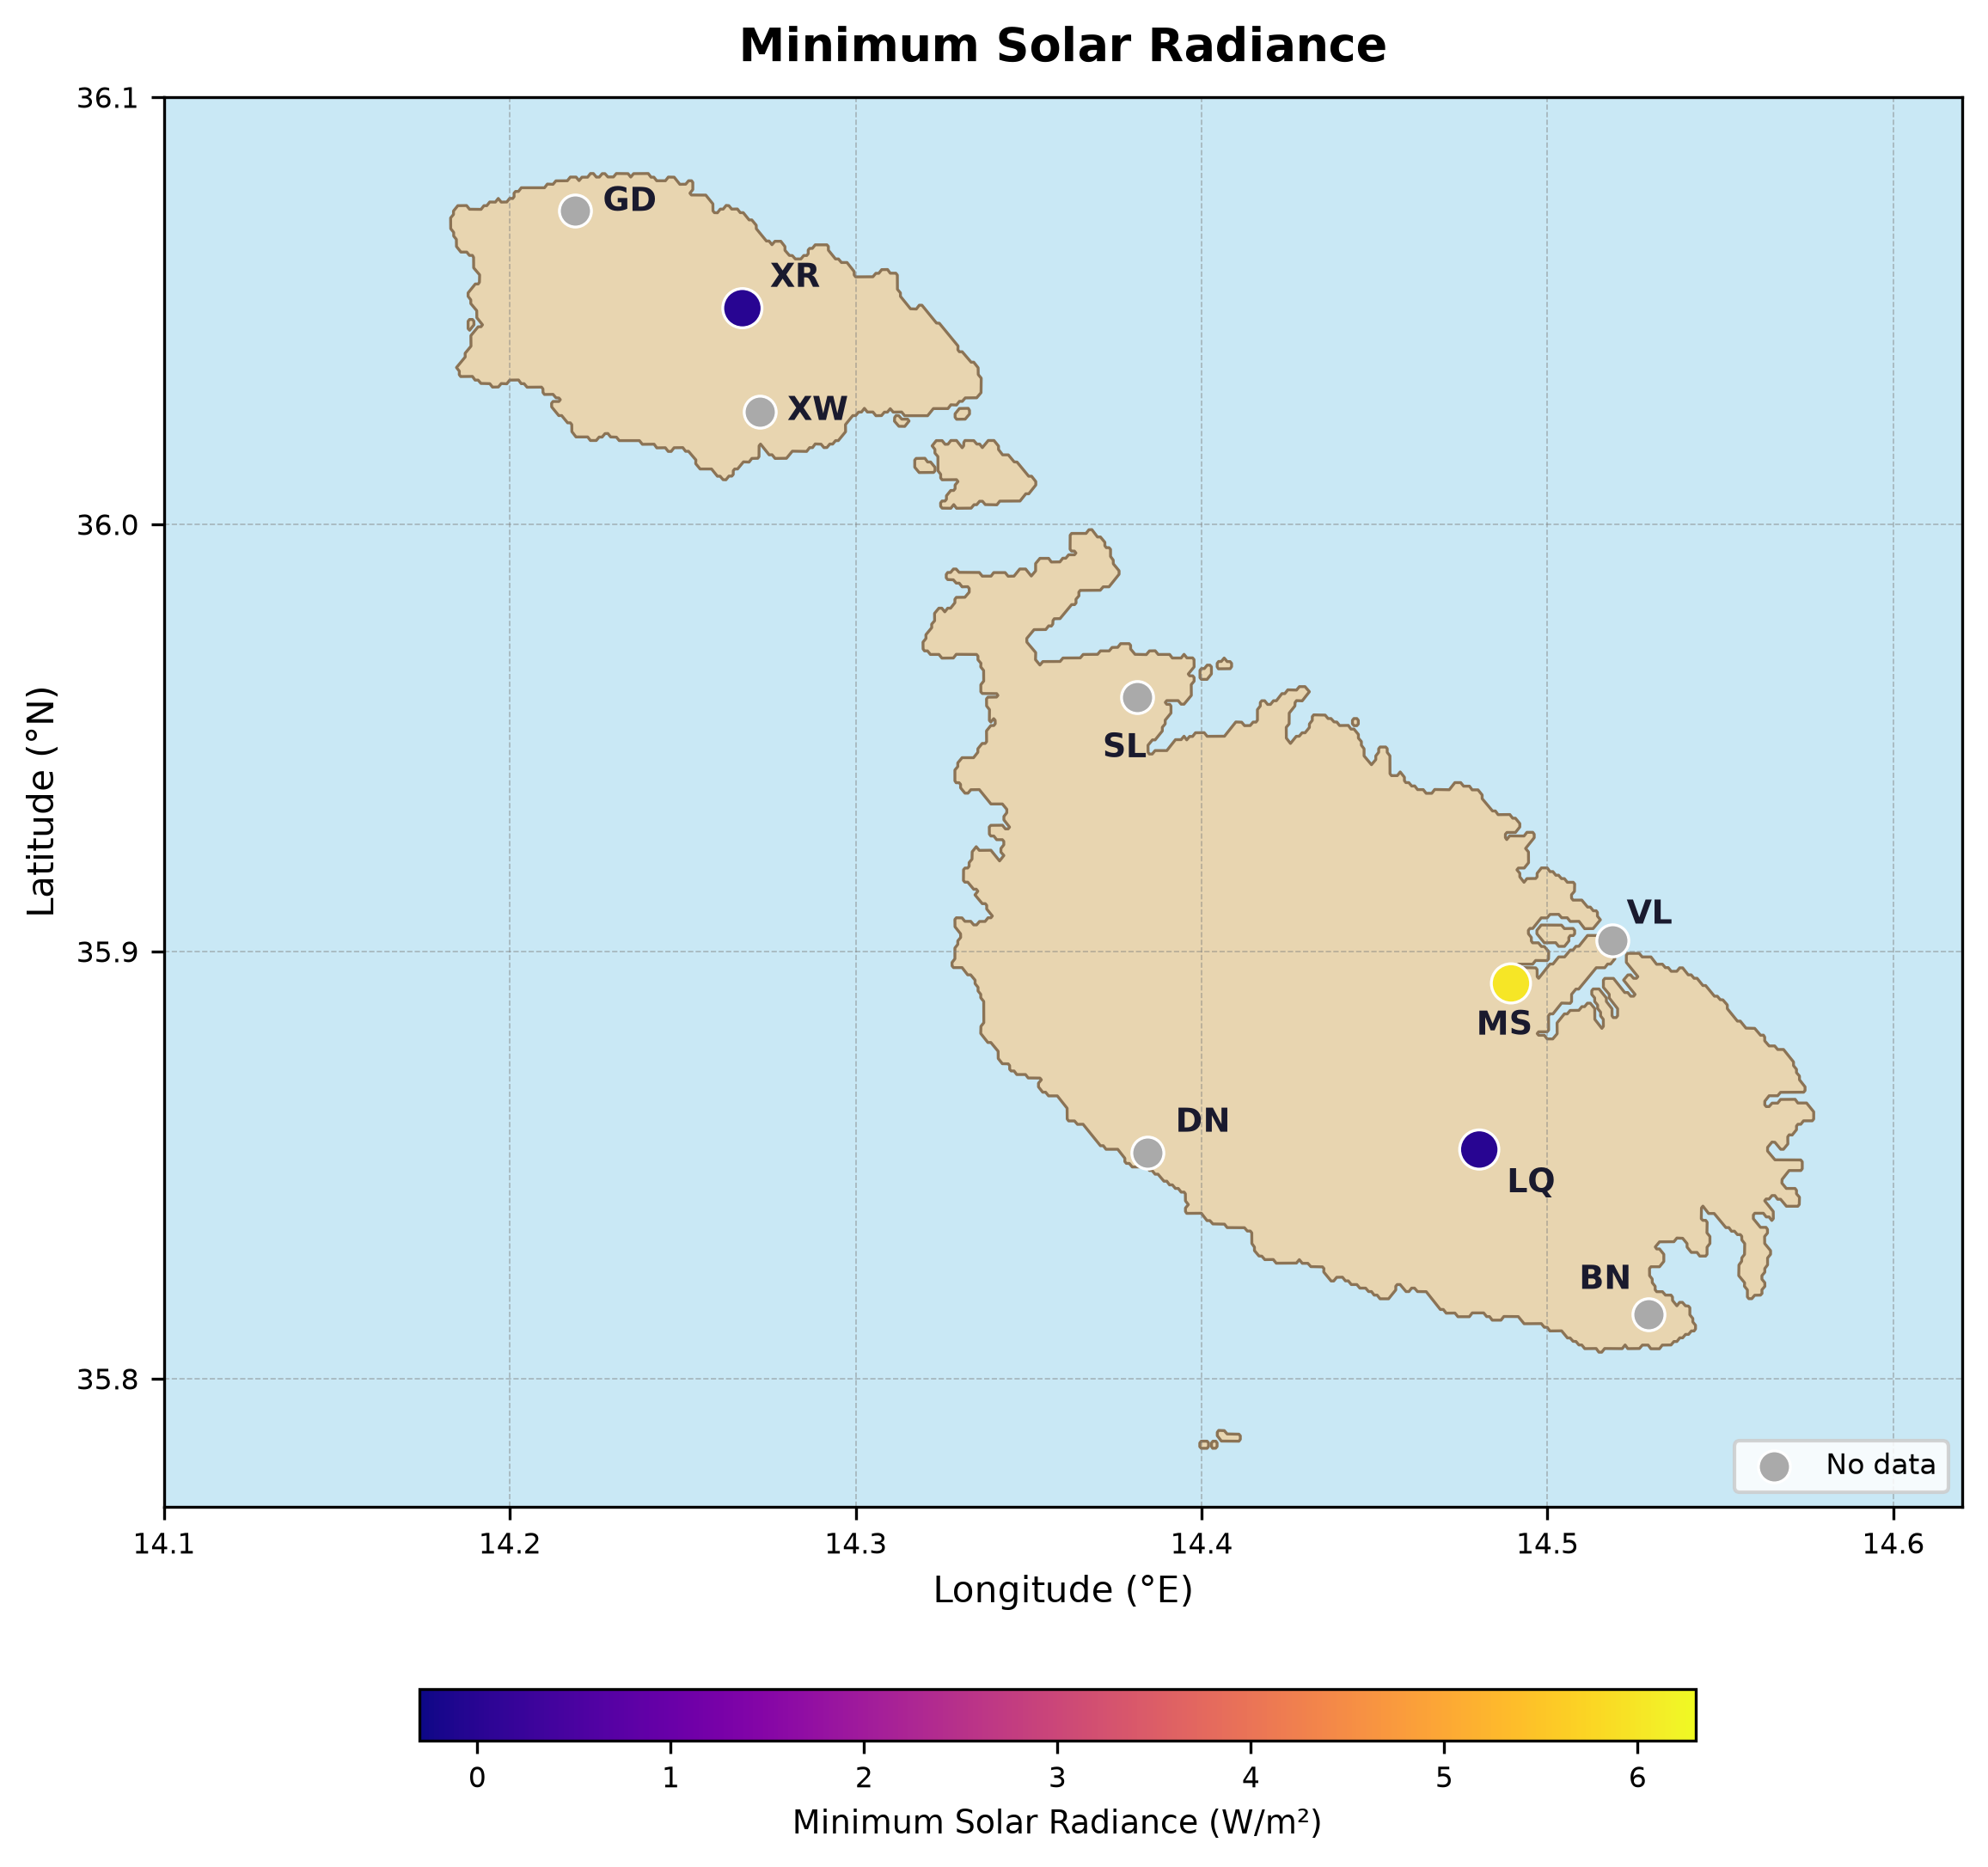 Minimum Solar Radiance
36.1
36.0
35.9
35.8
Latitude (°N)
GD
XR
XW
SL
VL
MS
DN
LQ
BN
No data
14.1 14.2 14.3 14.4 14.5 14.6
Longitude (°E)
0 1 2 3 4 5 6
Minimum Solar Radiance (W/m²)